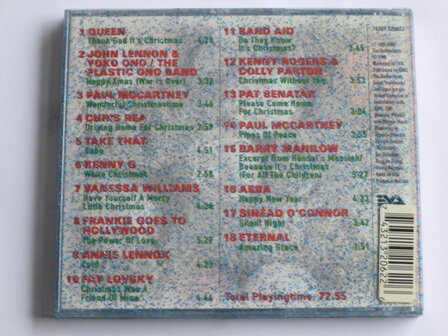 1 QUEEN
Thank God It's Christmas 4.20
2 JOHN LENNON &
YOKO ONO / THE
PLASTIC ONO BAND
Happy Xmas (War Is Over) 3.32
3 PAUL MCCARTNEY
Wonderful Christmastime 3.46
4 CHRIS REA
Driving Home For Christmas 3.59
5 TAKE THAT
Babe 4.51
6 KENNY G
White Christmas 2.58
7 VANESSA WILLIAMS
Have Yourself A Merry
Little Christmas
8 FRANKIE GOES TO
HOLLYWOOD
The Power Of Love 5.27
9 ANNIE LENNOX
Cold
10 FAY LOVSKY
Christmas Was A
Friend Of Mine 4.46
11 BAND AID
Do They Know
It's Christmas? 3.45
12 KENNY ROGERS &
DOLLY PARTON
Christmas Without You
13 PAT BENATAR
Please Come Home
For Christmas 3.04
14 PAUL MCCARTNEY
Pipes Of Peace 3.55
15 BARRY MANILOW
Excerpt from Handel's Messiah/
Because It's Christmas
(For All The Children) 5.27
16 ABBA
Happy New Year 4.23
17 SINÉAD O'CONNOR
Silent Night 3.42
18 ETERNAL
Amazing Grace 1.51
Total Playingtime: 72.55
74321 220622